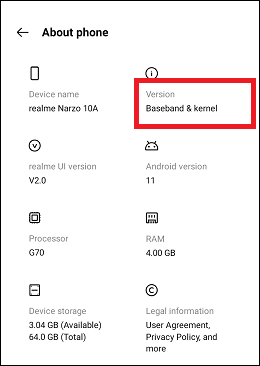 About phone
Device name
realme Narzo 10A
Version
Baseband & kernel
realme UI version
V2.0
Android version
11
Processor
G70
RAM
4.00 GB
Device storage
3.04 GB (Available)
64.0 GB (Total)
Legal information
User Agreement,
Privacy Policy, and
more